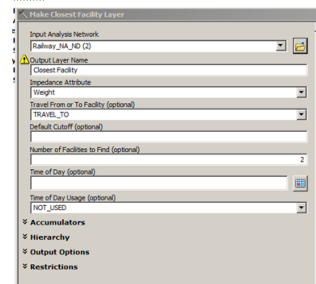 Make Closest Facility Layer
Input Analysis Network
Railway_NA_ND (2)
Output Layer Name
Closest Facility
Impedance Attribute
Weight
Travel From or To Facility (optional)
TRAVEL_TO
Default Cutoff (optional)
Number of Facilities to Find (optional)
2
Time of Day (optional)
Time of Day Usage (optional)
NOT_USED
Accumulators
Hierarchy
Output Options
Restrictions